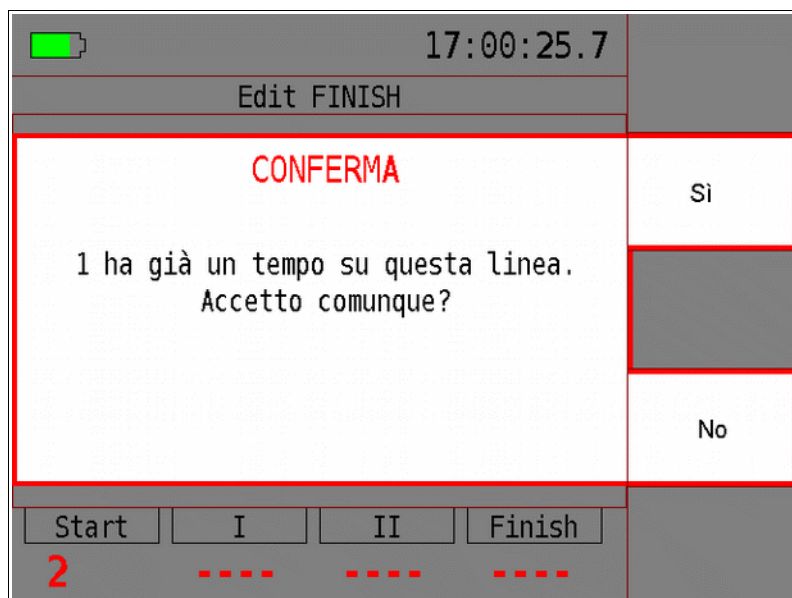 17:00:25.7
Edit FINISH
CONFERMA
1 ha già un tempo su questa linea.
Accetto comunque?
Sì
No
Start I II Finish
2 ---- ---- ----